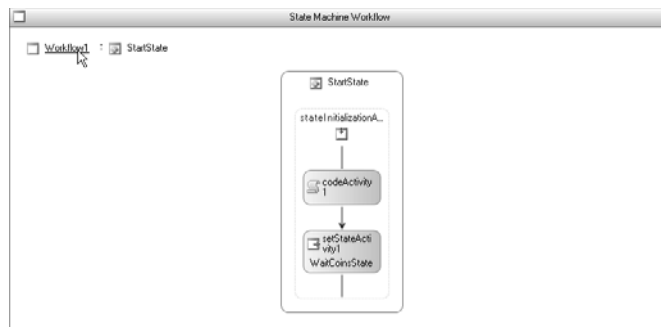 State Machine Workflow
Workflow1 : StartState
StartState
stateInitializationA...
codeActivity
1
setStateActi
vity1
WaitCoinsState